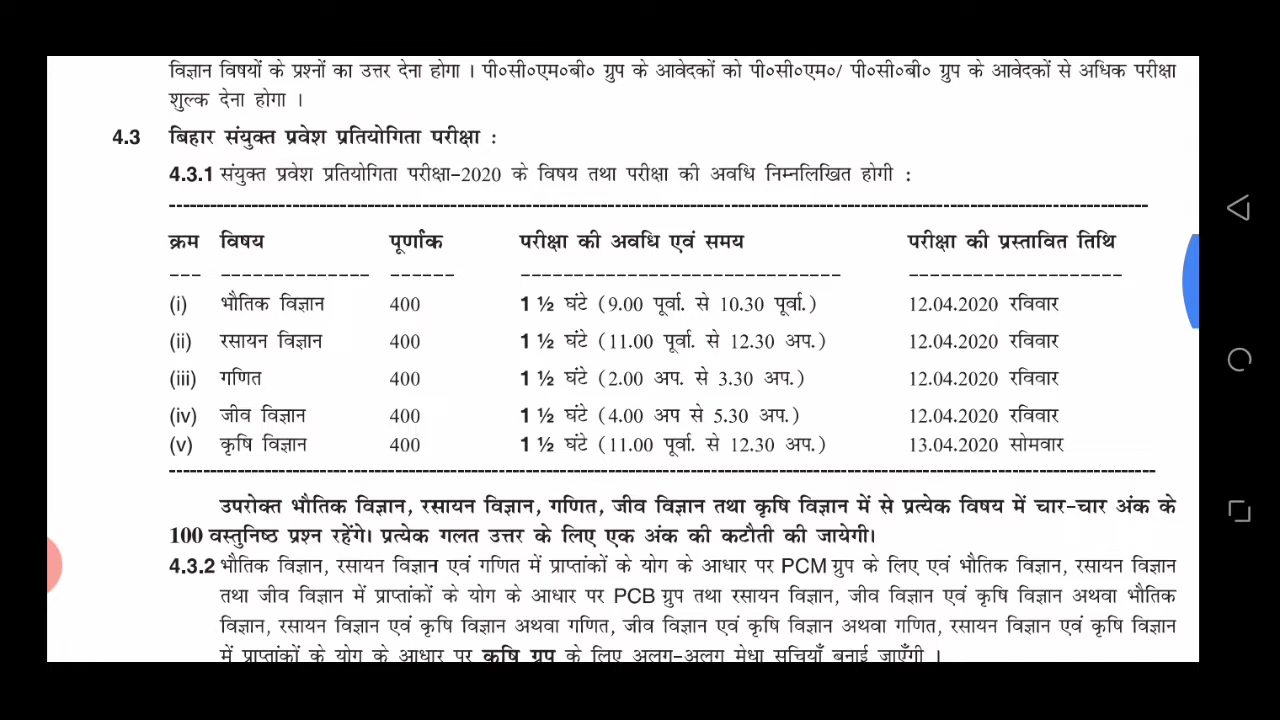 विज्ञान विषयों के प्रश्नों का उत्तर देना होगा । पी०सी०एम०बी० ग्रुप के आवेदकों को पी०सी०एम०/ पी०सी०बी० ग्रुप के आवेदकों से अधिक परीक्षा
शुल्क देना होगा ।
4.3 बिहार संयुक्त प्रवेश प्रतियोगिता परीक्षा :
4.3.1 संयुक्त प्रवेश प्रतियोगिता परीक्षा-2020 के विषय तथा परीक्षा की अवधि निम्नलिखित होगी :
क्रम विषय पूर्णांक परीक्षा की अवधि एवं समय परीक्षा की प्रस्तावित तिथि
(i) भौतिक विज्ञान 400 1 ½ घंटे (9.00 पूर्वा. से 10.30 पूर्वा.) 12.04.2020 रविवार
(ii) रसायन विज्ञान 400 1 ½ घंटे (11.00 पूर्वा. से 12.30 अप.) 12.04.2020 रविवार
(iii) गणित 400 1 ½ घंटे (2.00 अप. से 3.30 अप.) 12.04.2020 रविवार
(iv) जीव विज्ञान 400 1 ½ घंटे (4.00 अप से 5.30 अप.) 12.04.2020 रविवार
(v) कृषि विज्ञान 400 1 ½ घंटे (11.00 पूर्वा. से 12.30 अप.) 13.04.2020 सोमवार
उपरोक्त भौतिक विज्ञान, रसायन विज्ञान, गणित, जीव विज्ञान तथा कृषि विज्ञान में से प्रत्येक विषय में चार-चार अंक के
100 वस्तुनिष्ठ प्रश्न रहेंगे। प्रत्येक गलत उत्तर के लिए एक अंक की कटौती की जायेगी।
4.3.2 भौतिक विज्ञान, रसायन विज्ञान एवं गणित में प्राप्तांकों के योग के आधार पर PCM ग्रुप के लिए एवं भौतिक विज्ञान, रसायन विज्ञान
तथा जीव विज्ञान में प्राप्तांकों के योग के आधार पर PCB ग्रुप तथा रसायन विज्ञान, जीव विज्ञान एवं कृषि विज्ञान अथवा भौतिक
विज्ञान, रसायन विज्ञान एवं कृषि विज्ञान अथवा गणित, जीव विज्ञान एवं कृषि विज्ञान अथवा गणित, रसायन विज्ञान एवं कृषि विज्ञान
में प्राप्तांकों के योग के आधार पर कृषि ग्रुप के लिए अलग-अलग मेधा सूचियाँ बनाई जाएँगी ।